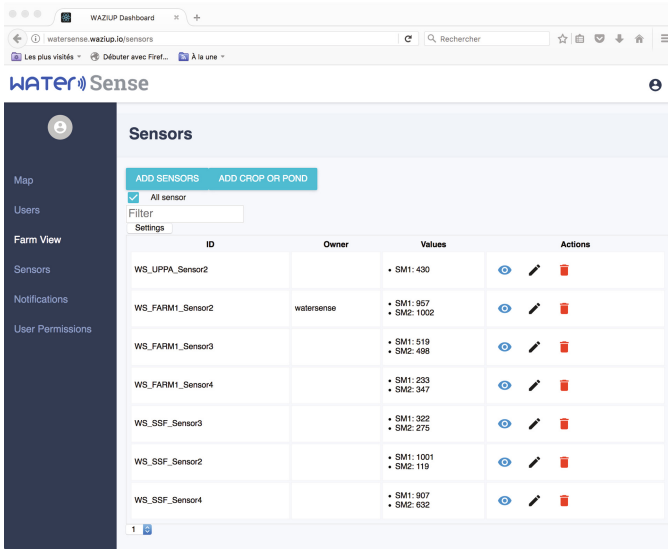 WAZIUP Dashboard
watersense.waziup.io/sensors
Rechercher
Les plus visités
Débuter avec Firef...
À la une
WATer Sense
Sensors
Map
Users
Farm View
Sensors
Notifications
User Permissions
ADD SENSORS ADD CROP OR POND
All sensor
Filter
Settings
ID Owner Values Actions
WS_UPPA_Sensor2 • SM1: 430
WS_FARM1_Sensor2 watersense • SM1: 957
• SM2: 1002
WS_FARM1_Sensor3 • SM1: 519
• SM2: 498
WS_FARM1_Sensor4 • SM1: 233
• SM2: 347
WS_SSF_Sensor3 • SM1: 322
• SM2: 275
WS_SSF_Sensor2 • SM1: 1001
• SM2: 119
WS_SSF_Sensor4 • SM1: 907
• SM2: 632
1